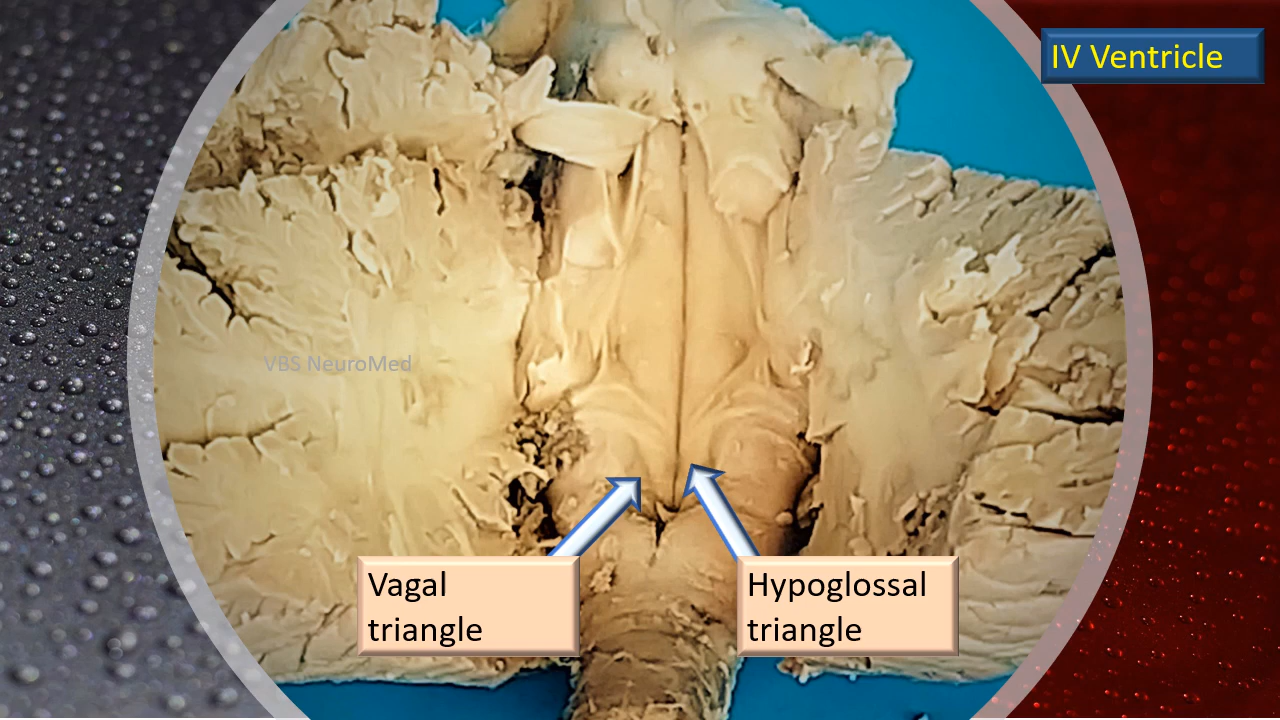 IV Ventricle
VBS NeuroMed
Vagal
triangle
Hypoglossal
triangle